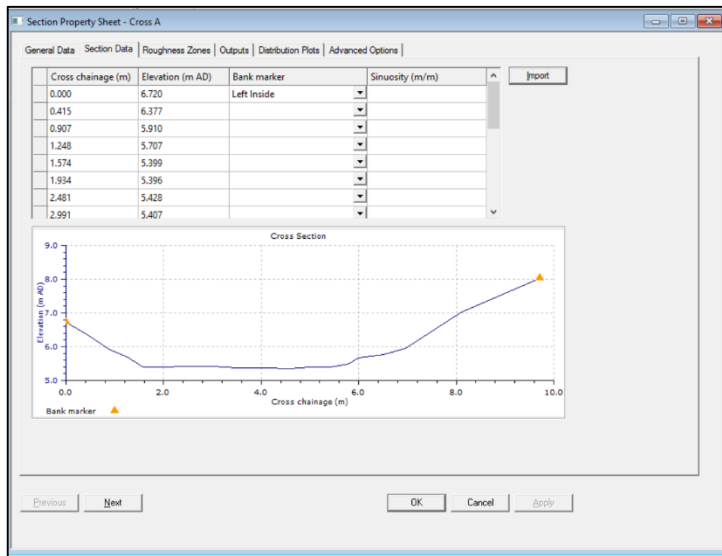 Section Property Sheet - Cross A
General Data Section Data Roughness Zones Outputs Distribution Plots Advanced Options
Cross chainage (m) Elevation (m AD) Bank marker Sinuosity (m/m)
Import
0.000 6.720 Left Inside
0.415 6.377
0.907 5.910
1.248 5.707
1.574 5.399
1.934 5.396
2.481 5.428
2.991 5.407
Cross Section
9.0
8.0
7.0
6.0
5.0
Elevation (m AD)
0.0 2.0 4.0 6.0 8.0 10.0
Cross chainage (m)
Bank marker
Previous Next OK Cancel Apply